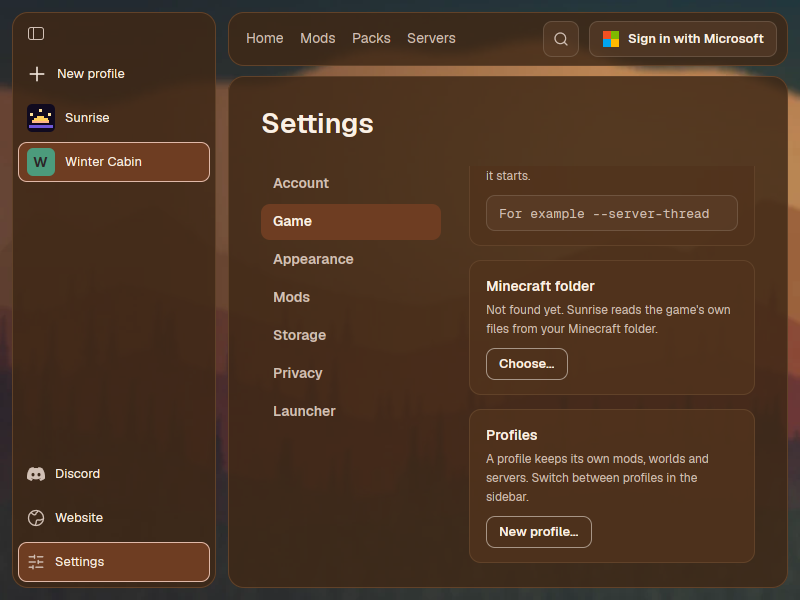 New profile
Sunrise
W
Winter Cabin
Discord
Website
Settings
Home
Mods
Packs
Servers
Sign in with Microsoft
Settings
Account
Game
Appearance
Mods
Storage
Privacy
Launcher
it starts.
For example --server-thread
Minecraft folder
Not found yet. Sunrise reads the game's own
files from your Minecraft folder.
Choose...
Profiles
A profile keeps its own mods, worlds and
servers. Switch between profiles in the
sidebar.
New profile...